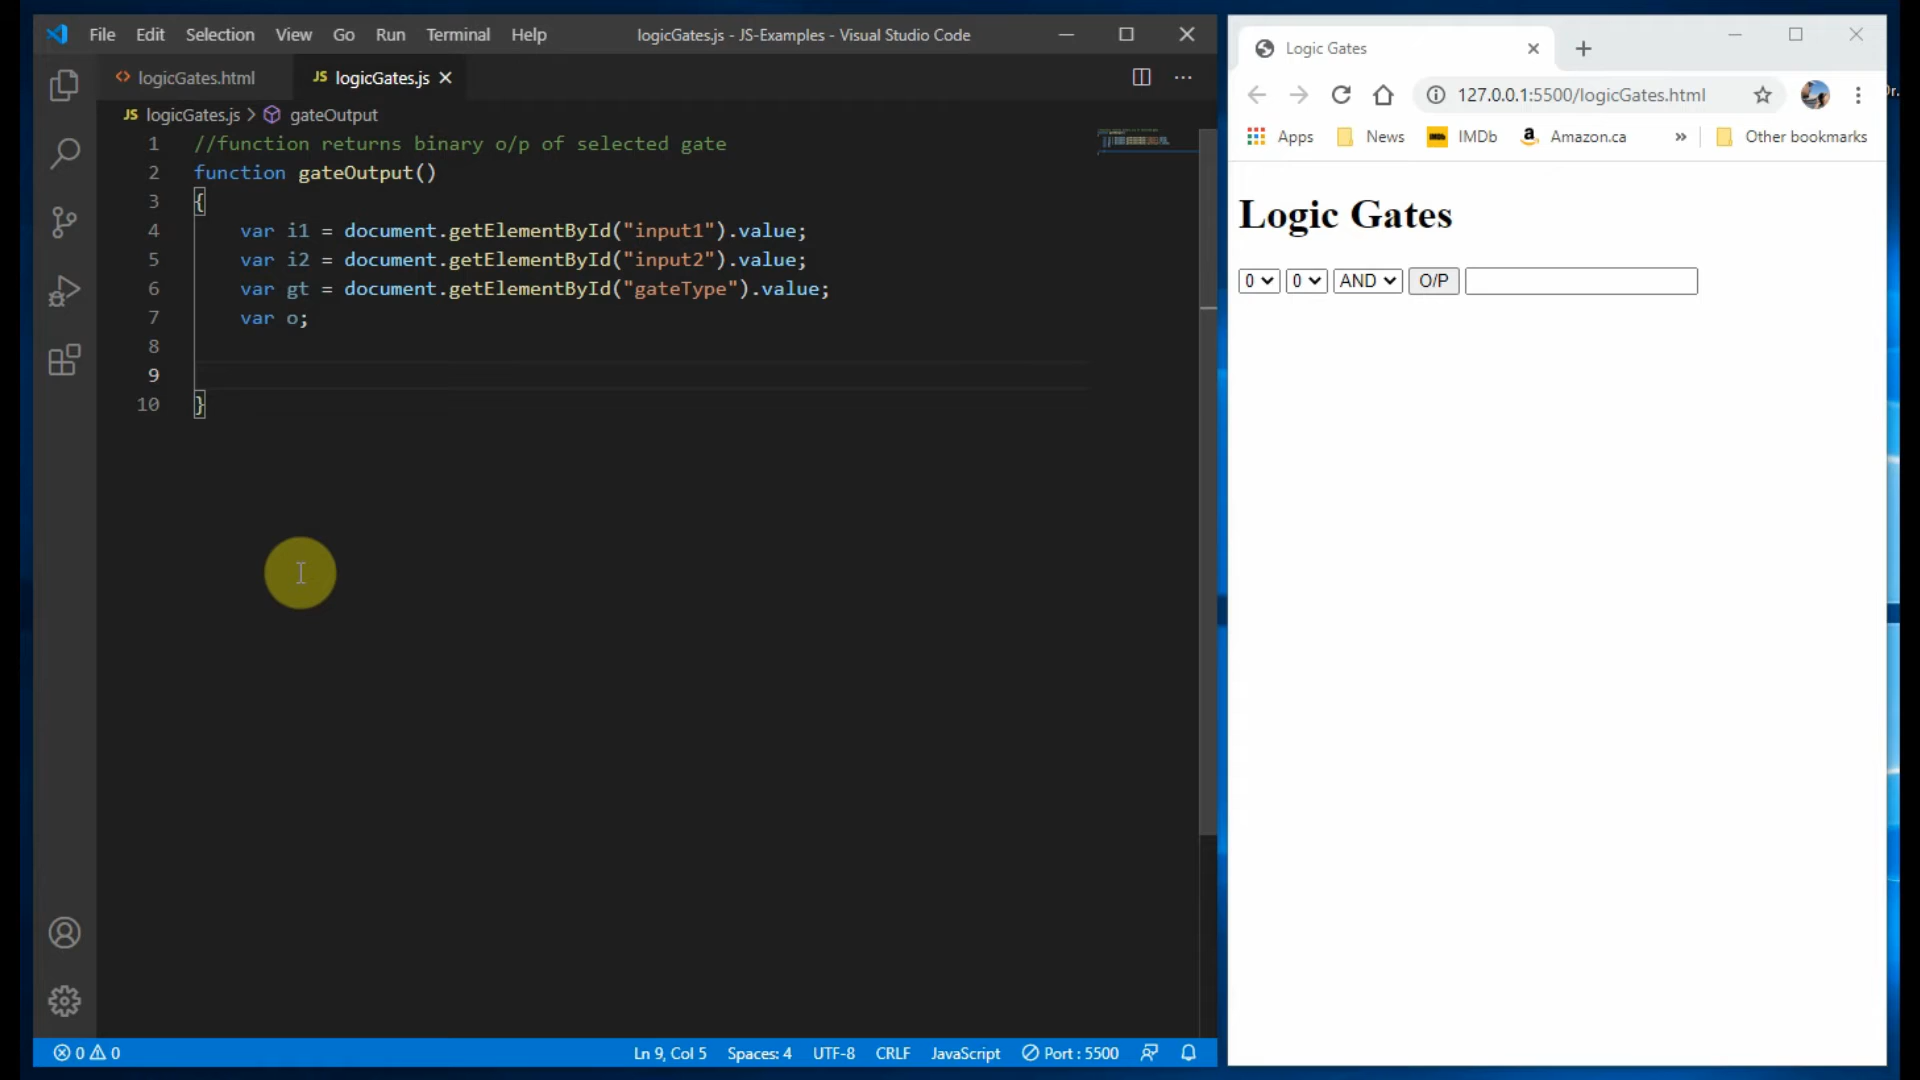 File Edit Selection View Go Run Terminal Help logicGates.js - JS-Examples - Visual Studio Code
logicGates.html JS logicGates.js
JS logicGates.js > gateOutput
1 //function returns binary o/p of selected gate
2 function gateOutput()
3 {
4 var i1 = document.getElementById("input1").value;
5 var i2 = document.getElementById("input2").value;
6 var gt = document.getElementById("gateType").value;
7 var o;
8
9
10 }
0 0 Ln 9, Col 5 Spaces: 4 UTF-8 CRLF JavaScript Port : 5500
Logic Gates
127.0.0.1:5500/logicGates.html
Apps News IMDb Amazon.ca » Other bookmarks
Logic Gates
0 0 AND O/P